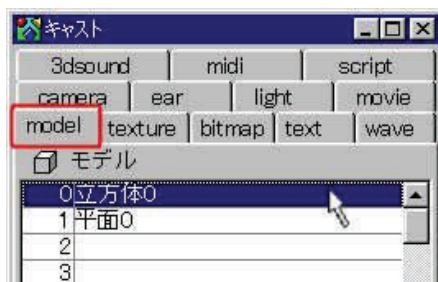 キャスト
3dsound midi script
camera ear light movie
model texture bitmap text wave
モデル
0 立方体0
1 平面0
2
3